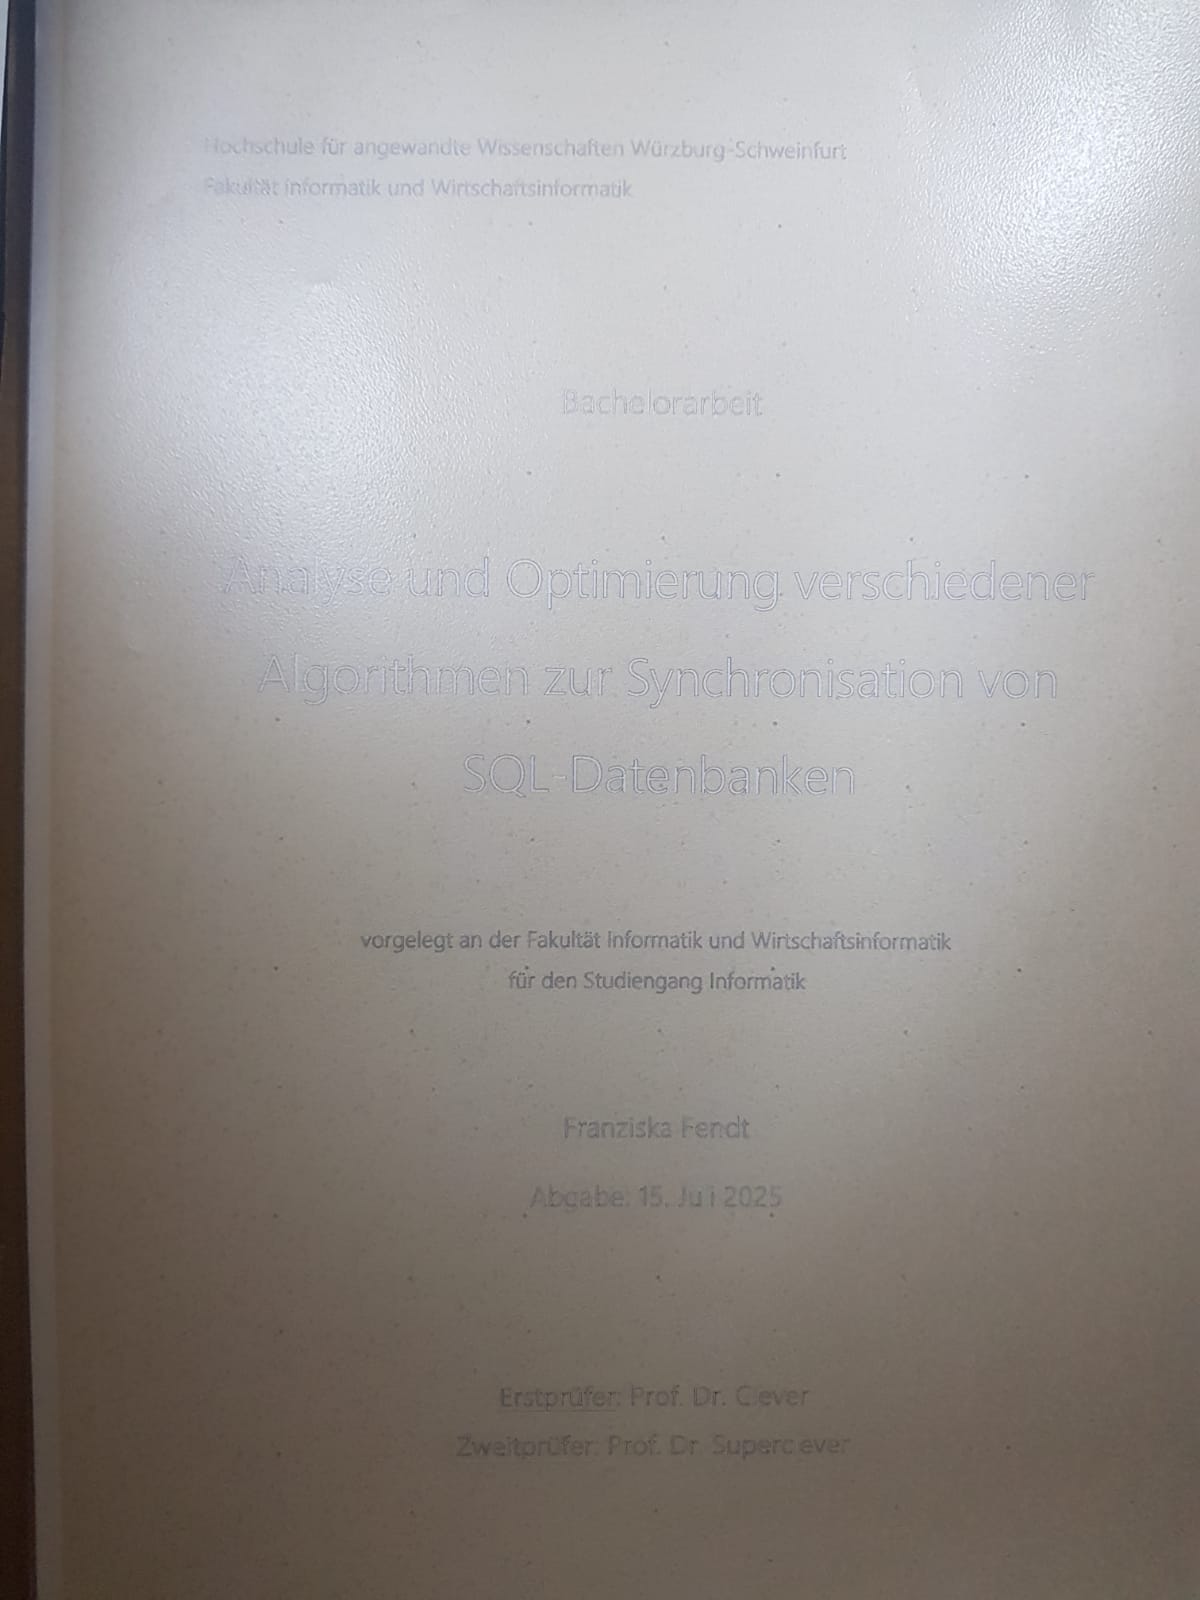 Hochschule für angewandte Wissenschaften Würzburg-Schweinfurt
Fakultät Informatik und Wirtschaftsinformatik
Bachelorarbeit
Analyse und Optimierung verschiedener
Algorithmen zur Synchronisation von
SQL-Datenbanken
vorgelegt an der Fakultät Informatik und Wirtschaftsinformatik
für den Studiengang Informatik
Franziska Fendt
Abgabe: 15. Juli 2025
Erstprüfer: Prof. Dr. Clever
Zweitprüfer: Prof. Dr. Superclever